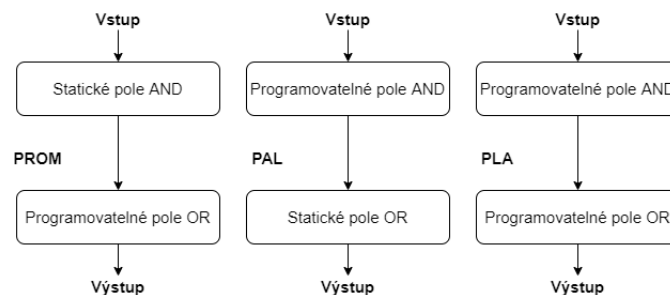 Vstup Vstup Vstup
Statické pole AND Programovatelné pole AND Programovatelné pole AND
PROM PAL PLA
Programovatelné pole OR Statické pole OR Programovatelné pole OR
Výstup Výstup Výstup